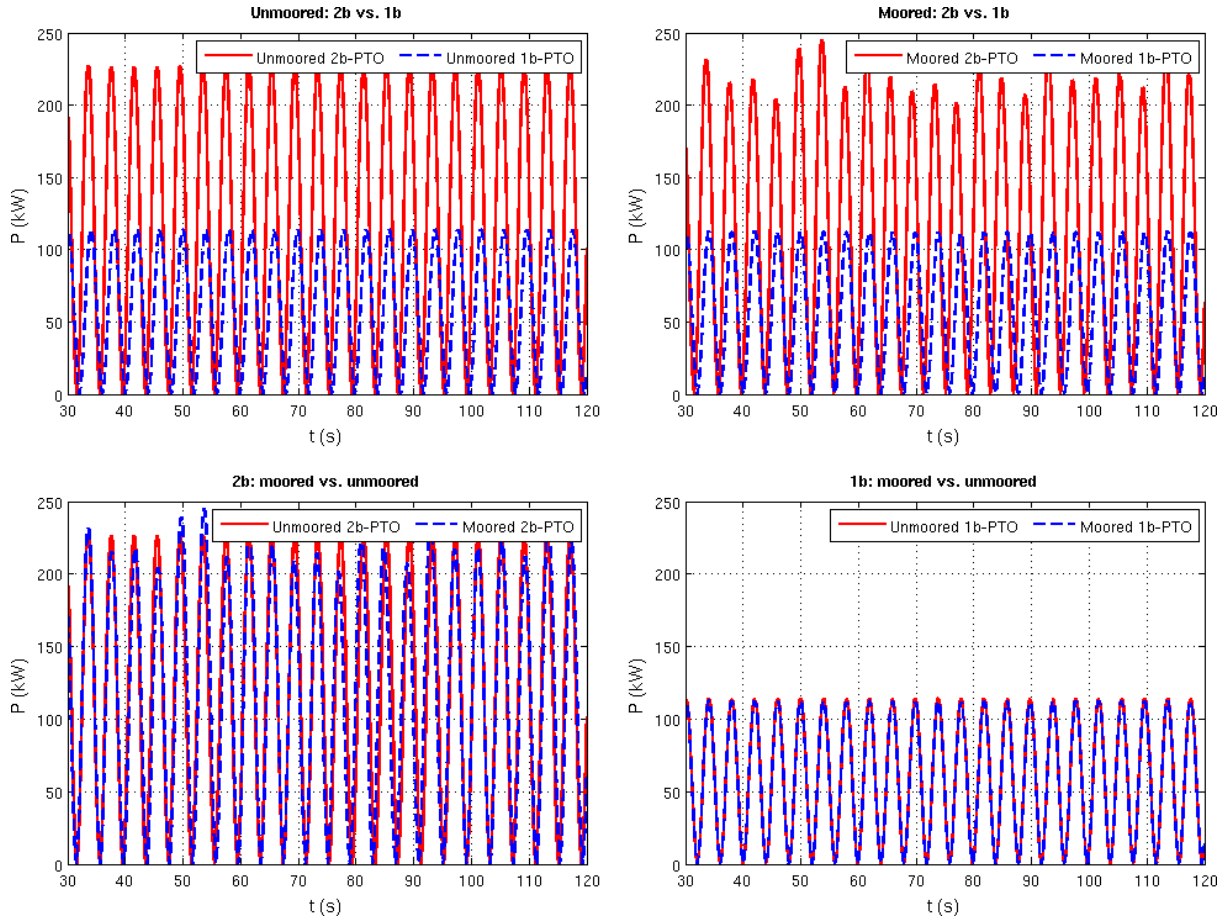 Unmoored: 2b vs. 1b
250
200
150
100
50
0
P (kW)
Unmoored 2b-PTO
Unmoored 1b-PTO
30 40 50 60 70 80 90 100 110 120
t (s)
Moored: 2b vs. 1b
250
200
150
100
50
0
P (kW)
Moored 2b-PTO
Moored 1b-PTO
30 40 50 60 70 80 90 100 110 120
t (s)
2b: moored vs. unmoored
250
200
150
100
50
0
P (kW)
Unmoored 2b-PTO
Moored 2b-PTO
30 40 50 60 70 80 90 100 110 120
t (s)
1b: moored vs. unmoored
250
200
150
100
50
0
P (kW)
Unmoored 1b-PTO
Moored 1b-PTO
30 40 50 60 70 80 90 100 110 120
t (s)